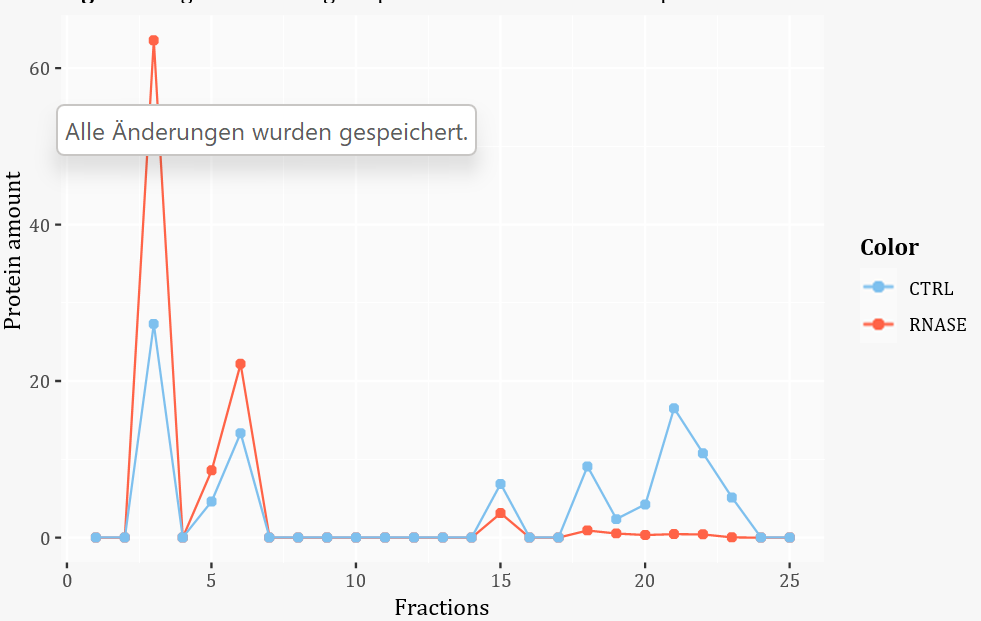 60
Alle Änderungen wurden gespeichert.
40
20
0
Protein amount
0 5 10 15 20 25
Fractions
Color
CTRL
RNASE